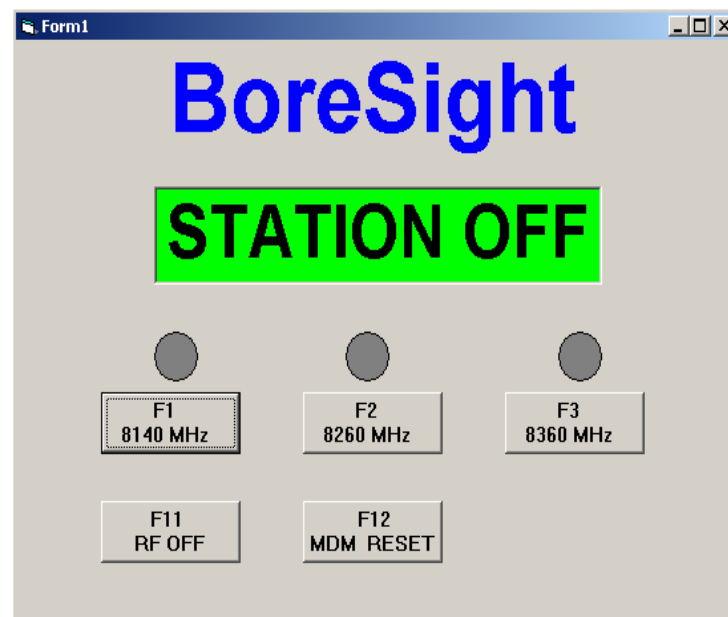 Form1
BoreSight
STATION OFF
F1
8140 MHz
F2
8260 MHz
F3
8360 MHz
F11
RF OFF
F12
MDM RESET